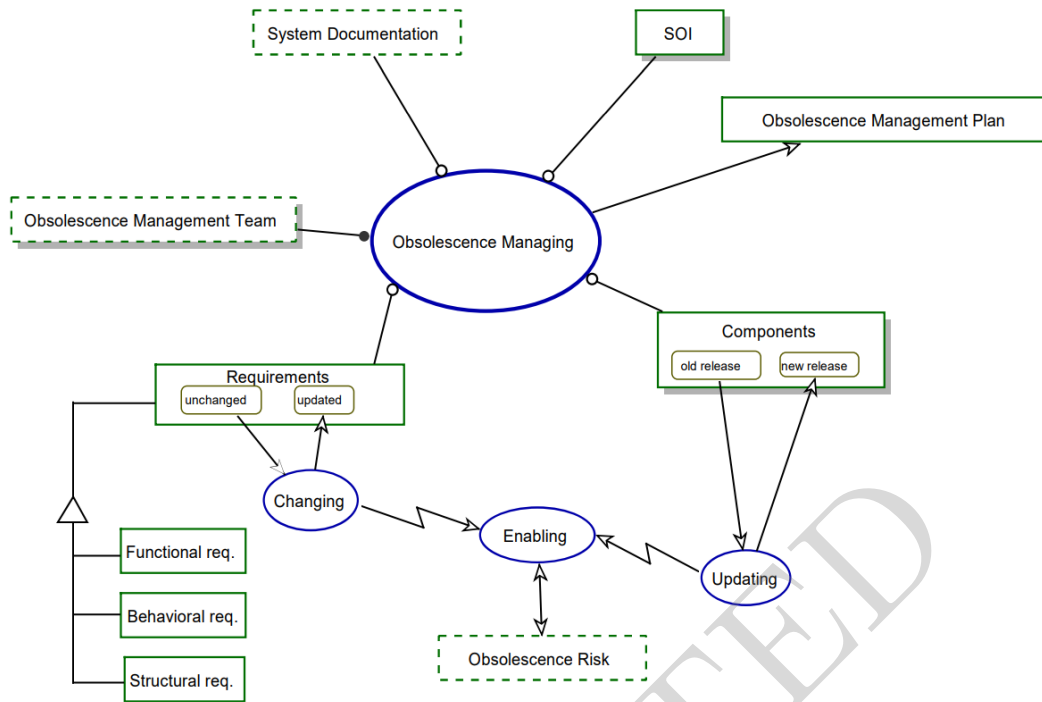 System Documentation
SOI
Obsolescence Management Plan
Obsolescence Management Team
Obsolescence Managing
Components
old release
new release
Requirements
unchanged
updated
Changing
Enabling
Updating
Functional req.
Behavioral req.
Structural req.
Obsolescence Risk
TED